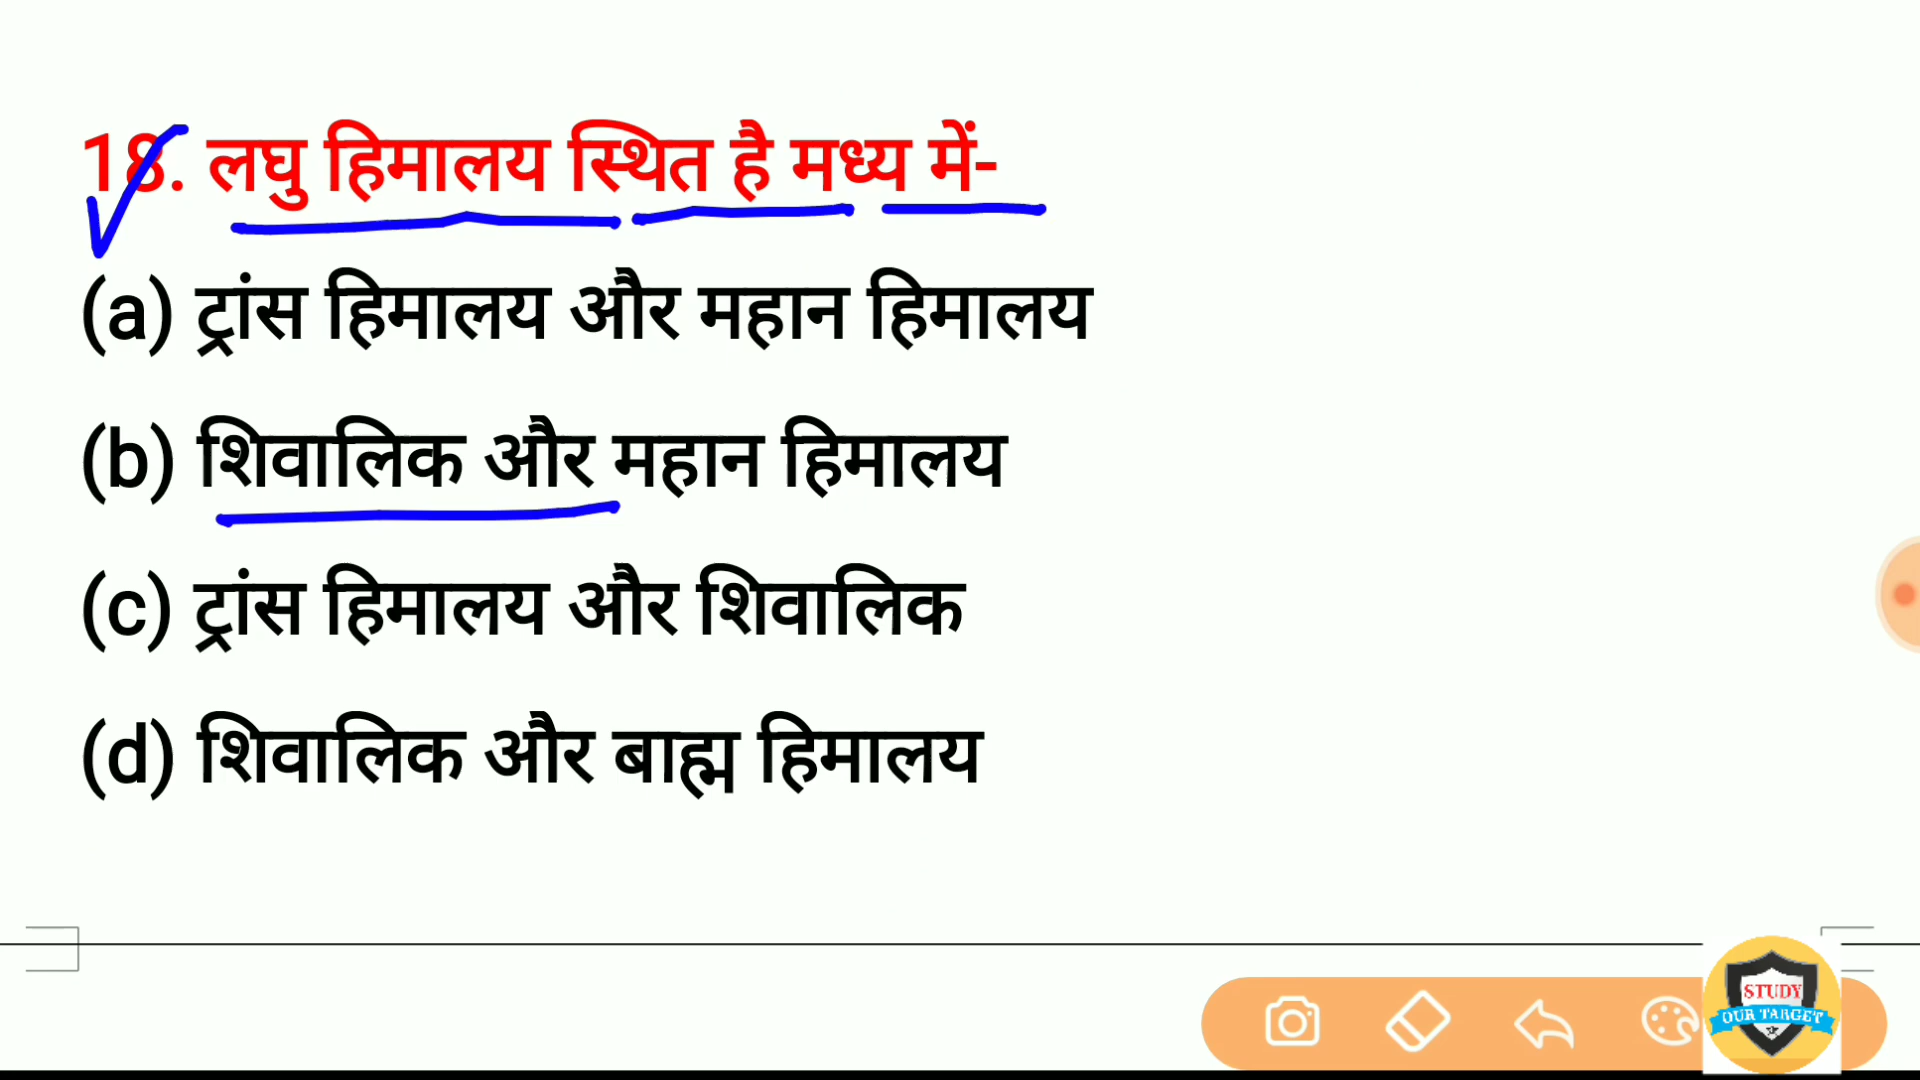 18. लघु हिमालय स्थित है मध्य में-
(a) ट्रांस हिमालय और महान हिमालय
(b) शिवालिक और महान हिमालय
(c) ट्रांस हिमालय और शिवालिक
(d) शिवालिक और बाह्म हिमालय
STUDY
OUR TARGET